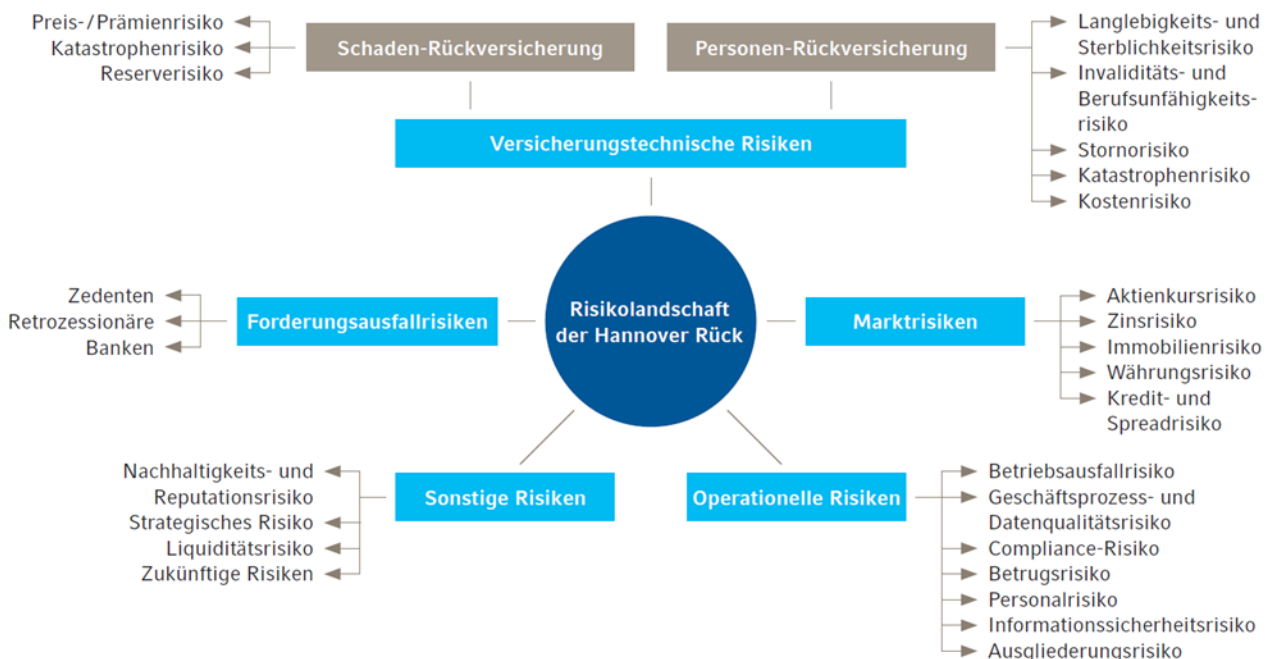 Preis-/Prämienrisiko
Katastrophenrisiko
Reserverisiko
Schaden-Rückversicherung
Personen-Rückversicherung
Langlebigkeits- und
Sterblichkeitsrisiko
Invaliditäts- und
Berufsunfähigkeits-
risiko
Stornorisiko
Katastrophenrisiko
Kostenrisiko
Versicherungstechnische Risiken
Zedenten
Retrozessionäre
Banken
Forderungsausfallrisiken
Risikolandschaft
der Hannover Rück
Marktrisiken
Aktienkursrisiko
Zinsrisiko
Immobilienrisiko
Währungsrisiko
Kredit- und
Spreadrisiko
Nachhaltigkeits- und
Reputationsrisiko
Strategisches Risiko
Liquiditätsrisiko
Zukünftige Risiken
Sonstige Risiken
Operationelle Risiken
Betriebsausfallrisiko
Geschäftsprozess- und
Datenqualitätsrisiko
Compliance-Risiko
Betrugsrisiko
Personalrisiko
Informationssicherheitsrisiko
Ausgliederungsrisiko